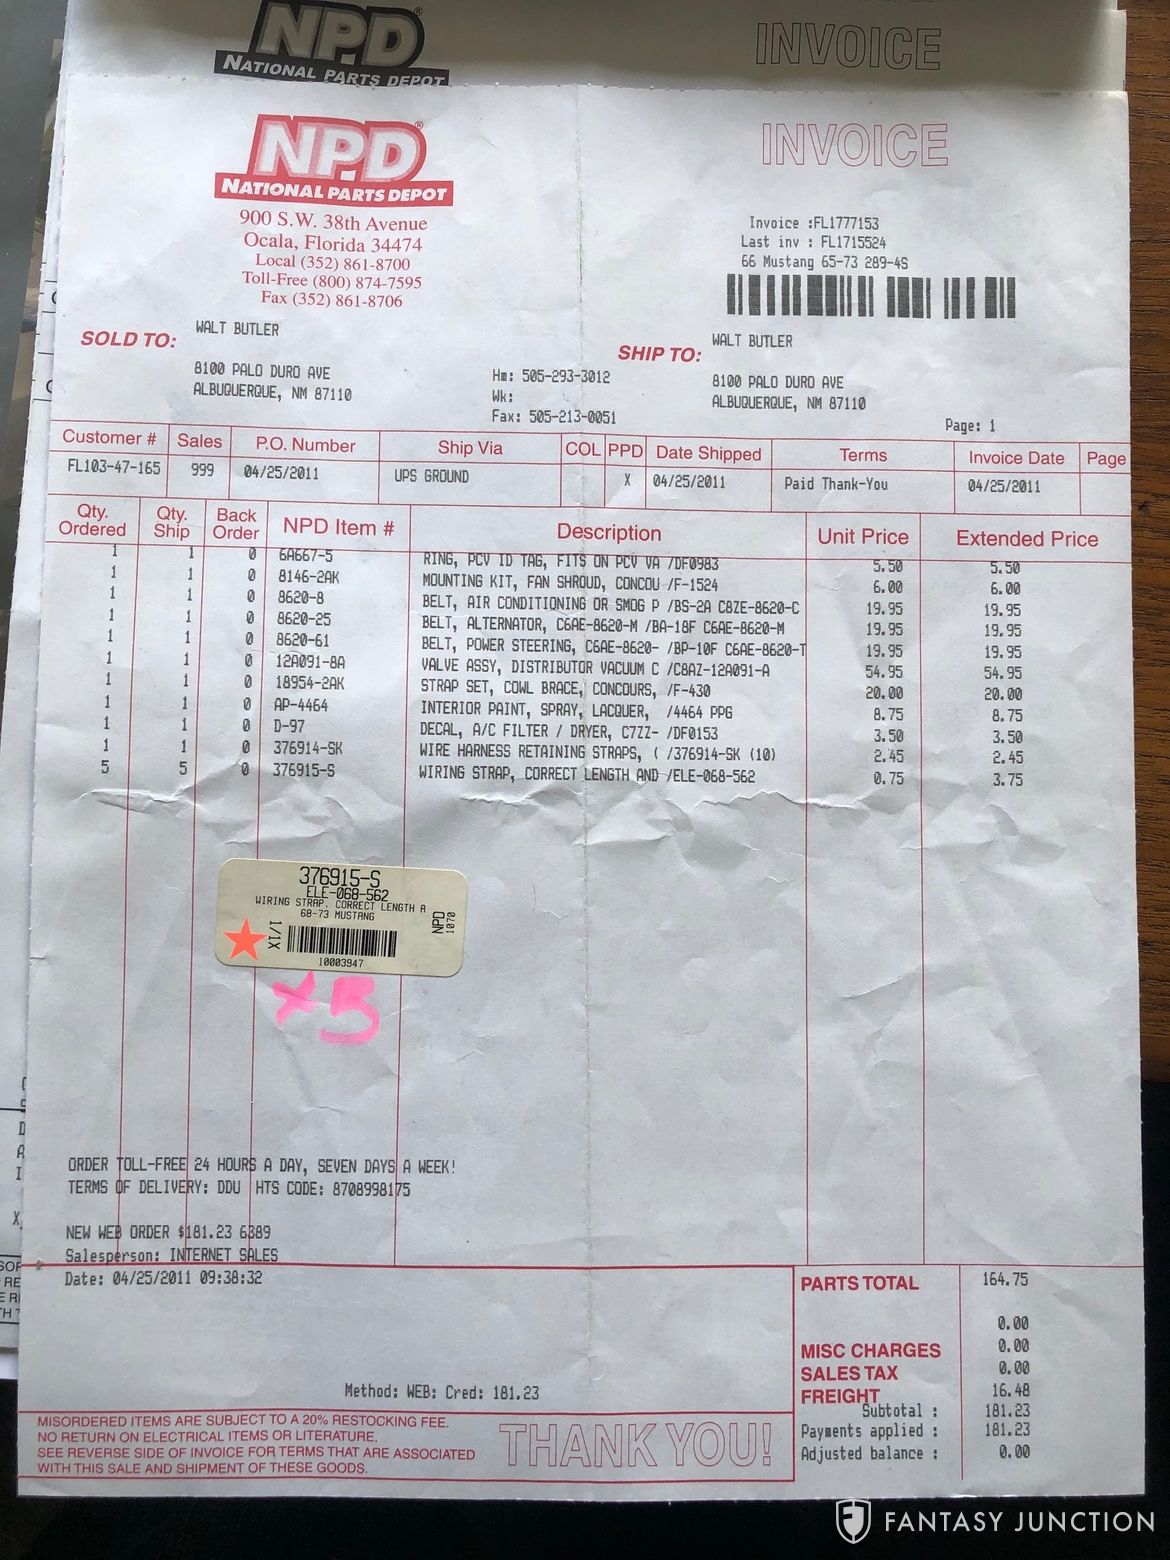 NPD®
NATIONAL PARTS DEPOT
INVOICE
NPD®
NATIONAL PARTS DEPOT
INVOICE
900 S.W. 38th Avenue
Ocala, Florida 34474
Local (352) 861-8700
Toll-Free (800) 874-7595
Fax (352) 861-8706
Invoice :FL1777153
Last inv : FL1715524
66 Mustang 65-73 289-4S
SOLD TO:
WALT BUTLER
8100 PALO DURO AVE
ALBUQUERQUE, NM 87110
Hm: 505-293-3012
Wk:
Fax: 505-213-0051
SHIP TO:
WALT BUTLER
8100 PALO DURO AVE
ALBUQUERQUE, NM 87110
Page: 1
Customer # Sales P.O. Number Ship Via COL PPD Date Shipped Terms Invoice Date Page
FL103-47-165 999 04/25/2011 UPS GROUND X 04/25/2011 Paid Thank-You 04/25/2011
Qty. Ordered Qty. Ship Back Order NPD Item # Description Unit Price Extended Price
1 1 0 6A667-5 RING, PCV ID TAG, FITS ON PCV VA /DF0983 5.50 5.50
1 1 0 8146-2AK MOUNTING KIT, FAN SHROUD, CONCOU /F-1524 6.00 6.00
1 1 0 8620-8 BELT, AIR CONDITIONING OR SMOG P /BS-2A C8ZE-8620-C 19.95 19.95
1 1 0 8620-25 BELT, ALTERNATOR, C6AE-8620-M /BA-18F C6AE-8620-M 19.95 19.95
1 1 0 8620-61 BELT, POWER STEERING, C6AE-8620- /BP-10F C6AE-8620-T 19.95 19.95
1 1 0 12A091-8A VALVE ASSY, DISTRIBUTOR VACUUM C /C8AZ-12A091-A 54.95 54.95
1 1 0 18954-2AK STRAP SET, COWL BRACE, CONCOURS, /F-430 20.00 20.00
1 1 0 AP-4464 INTERIOR PAINT, SPRAY, LACQUER, /4464 PPG 8.75 8.75
1 1 0 D-97 DECAL, A/C FILTER / DRYER, C7ZZ- /DF0153 3.50 3.50
1 1 0 376914-SK WIRE HARNESS RETAINING STRAPS, ( /376914-SK (10) 2.45 2.45
5 5 0 376915-S WIRING STRAP, CORRECT LENGTH AND /ELE-068-562 0.75 3.75
376915-S
ELE-068-562
WIRING STRAP, CORRECT LENGTH A
68-73 MUSTANG
1/1X
NPD
1070
10003947
x5
ORDER TOLL-FREE 24 HOURS A DAY, SEVEN DAYS A WEEK!
TERMS OF DELIVERY: DDU HTS CODE: 8708998175
NEW WEB ORDER $181.23 6389
Salesperson: INTERNET SALES
Date: 04/25/2011 09:38:32
PARTS TOTAL 164.75
0.00
MISC CHARGES 0.00
SALES TAX 0.00
FREIGHT 16.48
Method: WEB: Cred: 181.23
Subtotal : 181.23
Payments applied : 181.23
Adjusted balance : 0.00
MISORDERED ITEMS ARE SUBJECT TO A 20% RESTOCKING FEE.
NO RETURN ON ELECTRICAL ITEMS OR LITERATURE.
SEE REVERSE SIDE OF INVOICE FOR TERMS THAT ARE ASSOCIATED
WITH THIS SALE AND SHIPMENT OF THESE GOODS.
THANK YOU!
FANTASY JUNCTION